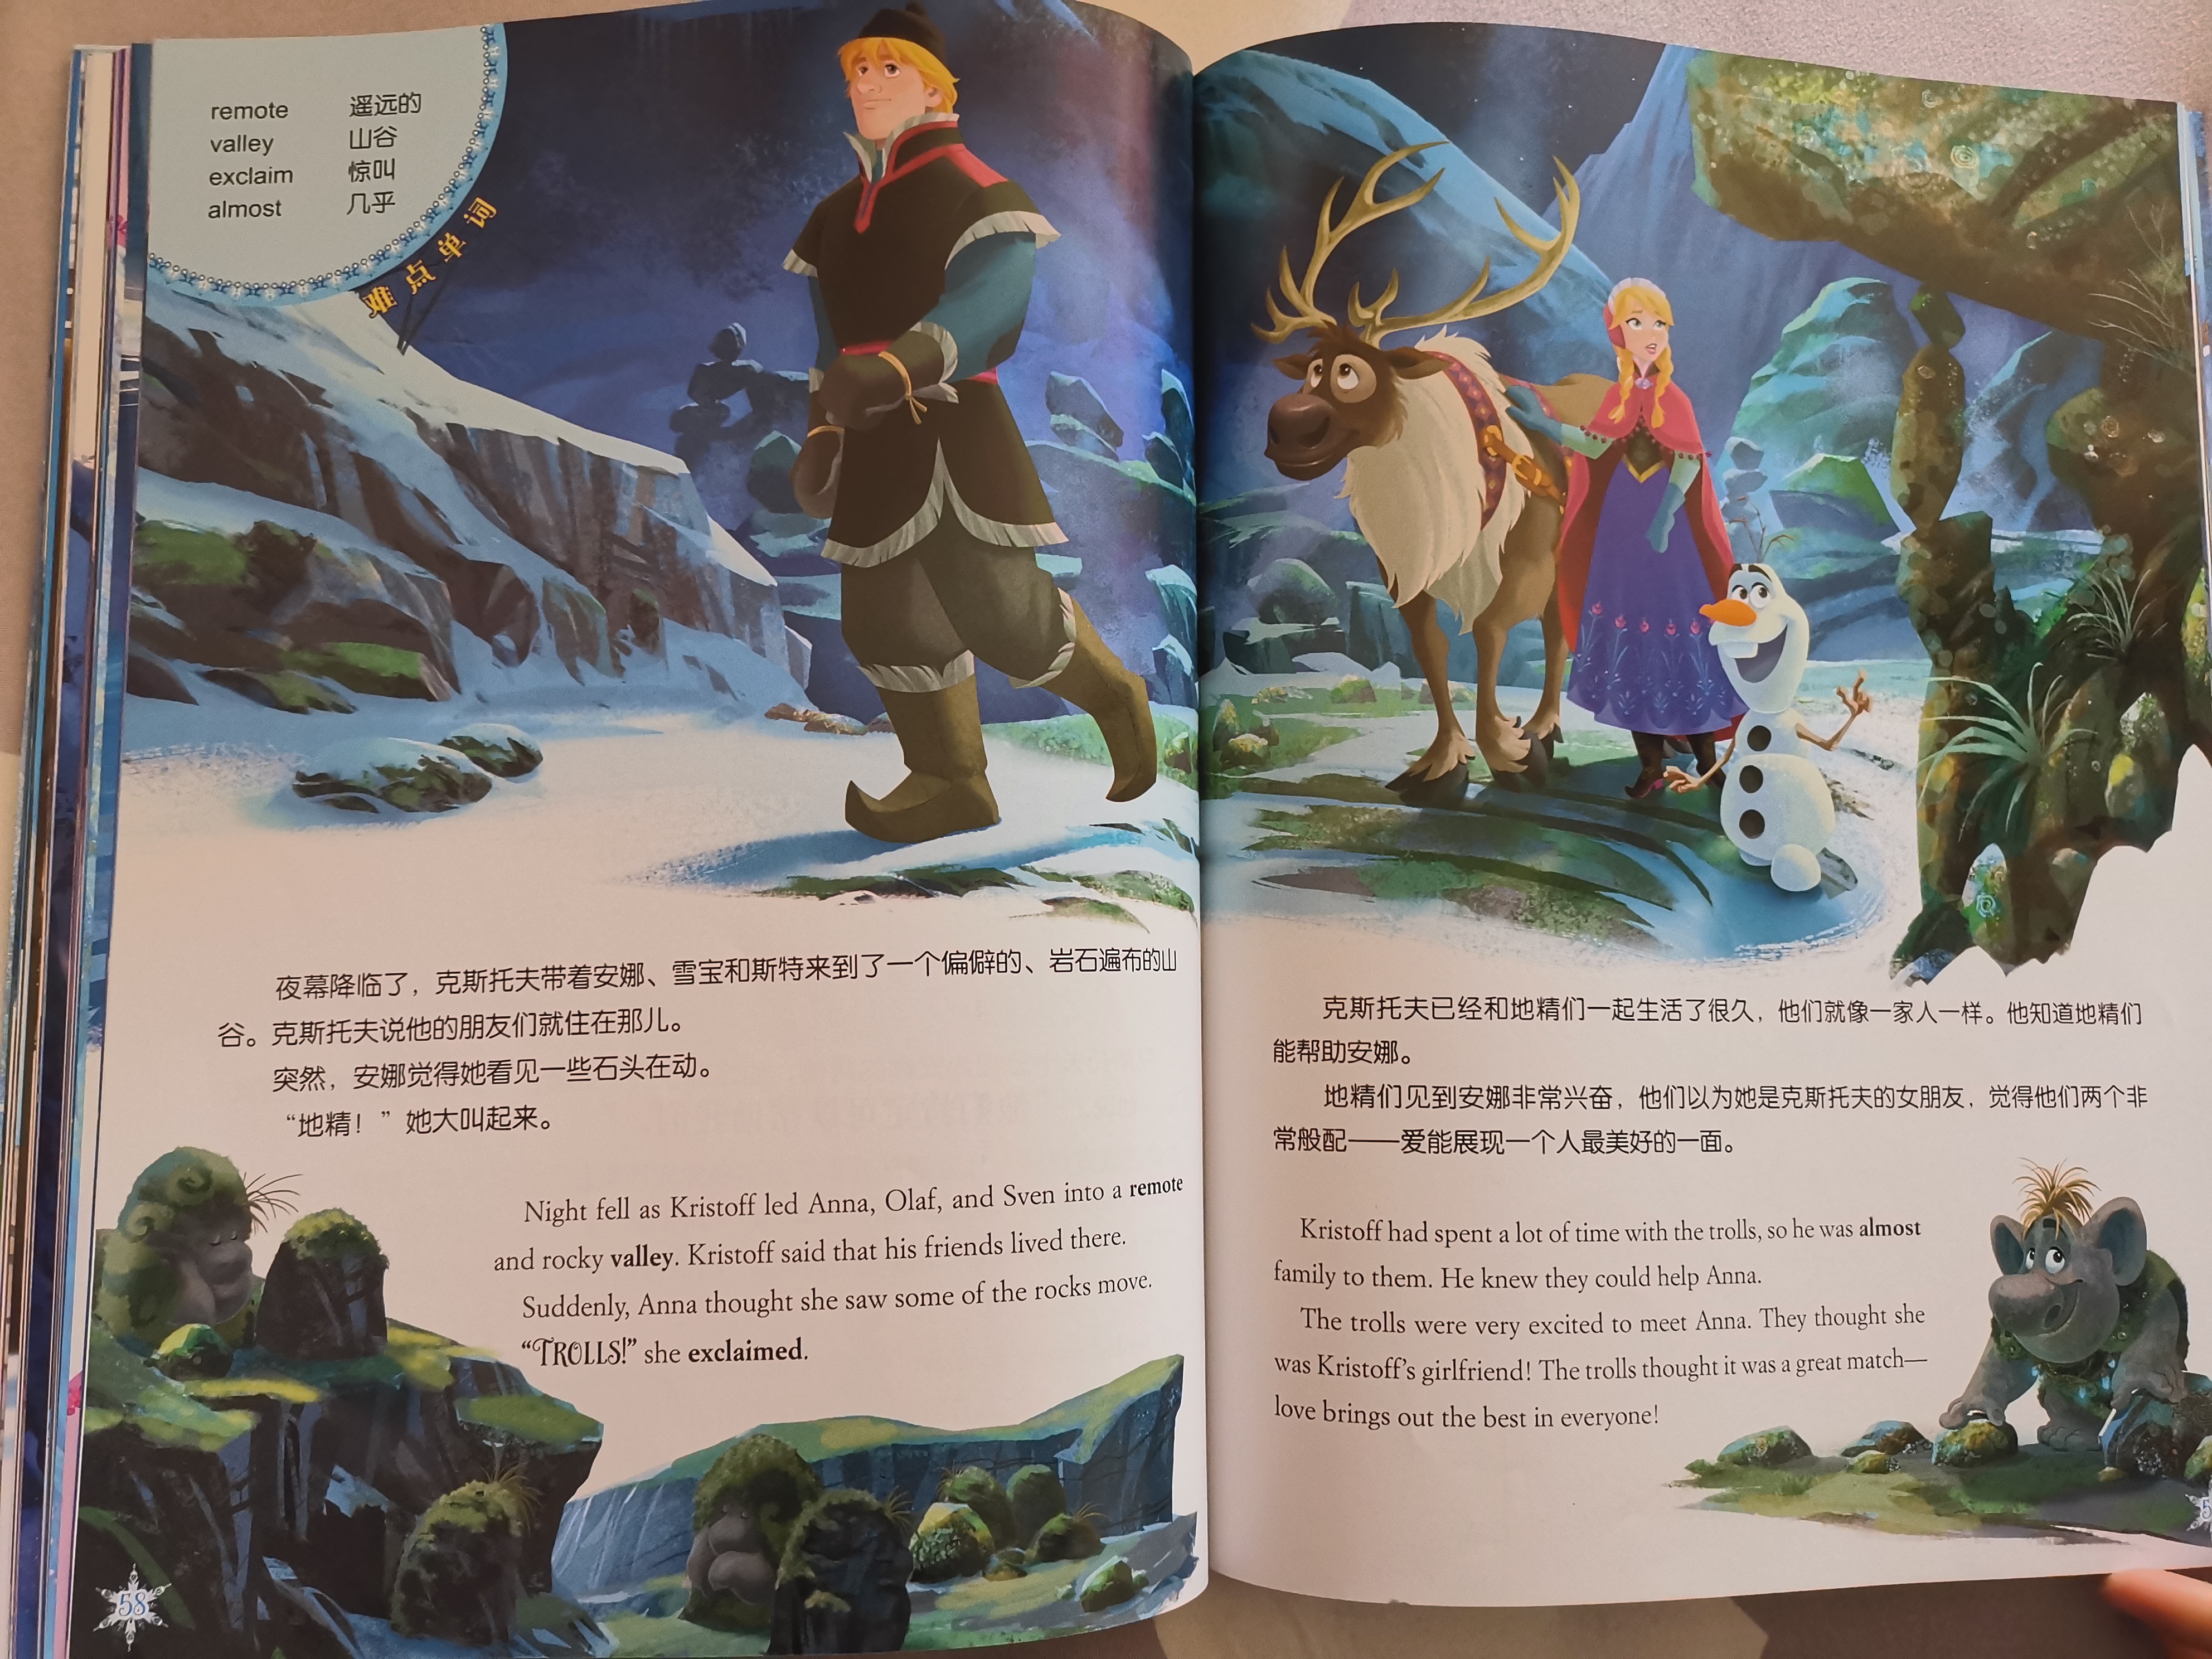 remote 遥远的
valley 山谷
exclaim 惊叫
almost 几乎
难点单词
夜幕降临了，克斯托夫带着安娜、雪宝和斯特来到了一个偏僻的、岩石遍布的山
谷。克斯托夫说他的朋友们就住在那儿。
突然，安娜觉得她看见一些石头在动。
“地精！”她大叫起来。
Night fell as Kristoff led Anna, Olaf, and Sven into a remote
and rocky valley. Kristoff said that his friends lived there.
Suddenly, Anna thought she saw some of the rocks move.
“TROLLS!” she exclaimed.
58
克斯托夫已经和地精们一起生活了很久，他们就像一家人一样。他知道地精们
能帮助安娜。
地精们见到安娜非常兴奋，他们以为她是克斯托夫的女朋友，觉得他们两个非
常般配——爱能展现一个人最美好的一面。
Kristoff had spent a lot of time with the trolls, so he was almost
family to them. He knew they could help Anna.
The trolls were very excited to meet Anna. They thought she
was Kristoff’s girlfriend! The trolls thought it was a great match—
love brings out the best in everyone!